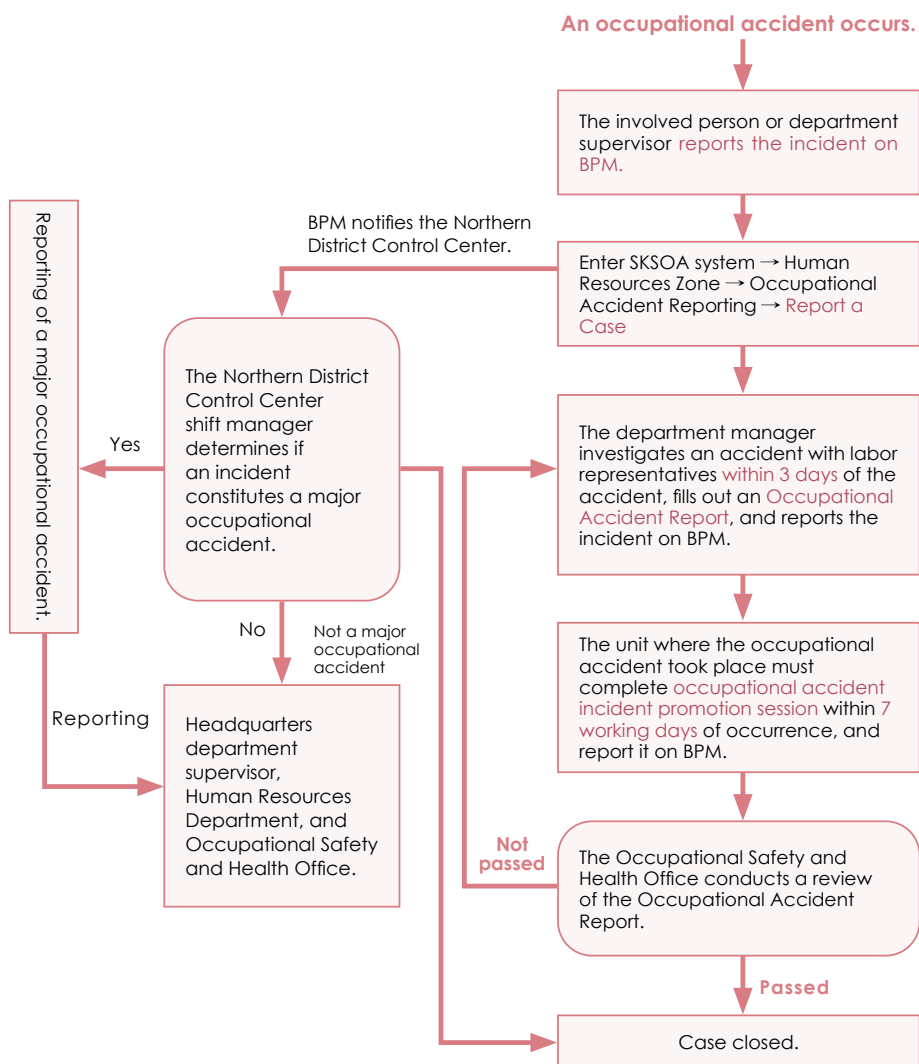 An occupational accident occurs.
The involved person or department
supervisor reports the incident on
BPM.
BPM notifies the Northern
District Control Center.
Enter SKSOA system → Human
Resources Zone → Occupational
Accident Reporting → Report a
Case
Reporting of a major occupational accident.
The Northern District
Control Center
shift manager
determines if
an incident
constitutes a major
occupational
accident.
Yes
The department manager
investigates an accident with labor
representatives within 3 days of the
accident, fills out an Occupational
Accident Report, and reports the
incident on BPM.
No
Not a major
occupational
accident
The unit where the occupational
accident took place must
complete occupational accident
incident promotion session within 7
working days of occurrence, and
report it on BPM.
Reporting
Headquarters
department
supervisor,
Human Resources
Department, and
Occupational Safety
and Health Office.
Not
passed
The Occupational Safety and
Health Office conducts a review
of the Occupational Accident
Report.
Passed
Case closed.